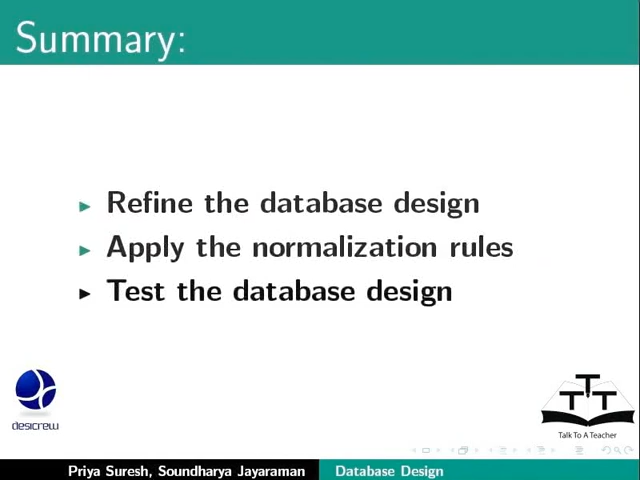 Summary:
Refine the database design
Apply the normalization rules
Test the database design
desicrew
T T T
Talk To A Teacher
Priya Suresh, Soundharya Jayaraman
Database Design